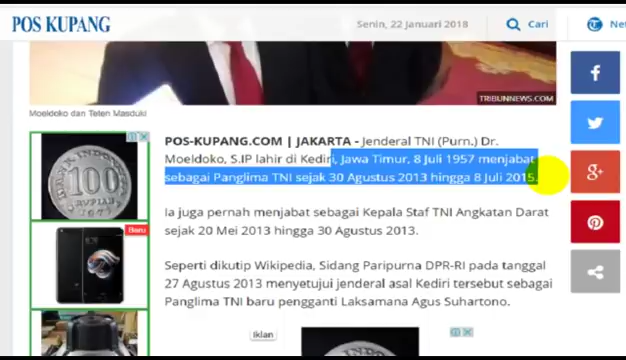 POS KUPANG
Senin, 22 Januari 2018
Cari
TRIBUNNEWS.COM
Moeldoko dan Teten Masduki
POS-KUPANG.COM | JAKARTA - Jenderal TNI (Purn.) Dr.
Moeldoko, S.IP lahir di Kediri, Jawa Timur, 8 Juli 1957 menjabat
sebagai Panglima TNI sejak 30 Agustus 2013 hingga 8 Juli 2015.
Ia juga pernah menjabat sebagai Kepala Staf TNI Angkatan Darat
sejak 20 Mei 2013 hingga 30 Agustus 2013.
Seperti dikutip Wikipedia, Sidang Paripurna DPR-RI pada tanggal
27 Agustus 2013 menyetujui jenderal asal Kediri tersebut sebagai
Panglima TNI baru pengganti Laksamana Agus Suhartono.
100
RUPIAH
Baru
Iklan